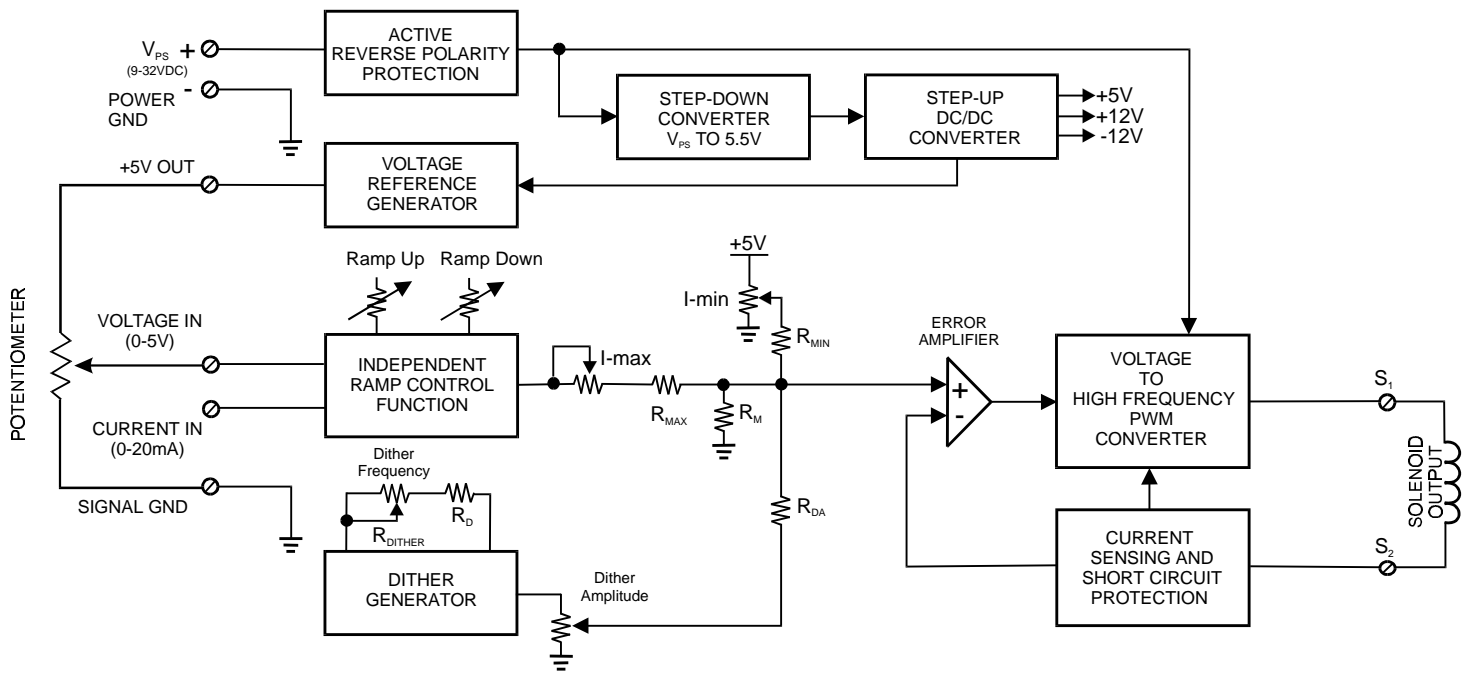 V_PS +
(9-32VDC)
POWER -
GND
ACTIVE
REVERSE POLARITY
PROTECTION
STEP-DOWN
CONVERTER
V_PS TO 5.5V
STEP-UP
DC/DC
CONVERTER
+5V
+12V
-12V
+5V OUT
VOLTAGE
REFERENCE
GENERATOR
POTENTIOMETER
Ramp Up
Ramp Down
VOLTAGE IN
(0-5V)
CURRENT IN
(0-20mA)
SIGNAL GND
INDEPENDENT
RAMP CONTROL
FUNCTION
I-max
R_MAX
R_M
+5V
I-min
R_MIN
R_DA
ERROR
AMPLIFIER
+
-
VOLTAGE
TO
HIGH FREQUENCY
PWM
CONVERTER
S_1
SOLENOID
OUTPUT
S_2
CURRENT
SENSING AND
SHORT CIRCUIT
PROTECTION
Dither
Frequency
R_D
R_DITHER
DITHER
GENERATOR
Dither
Amplitude